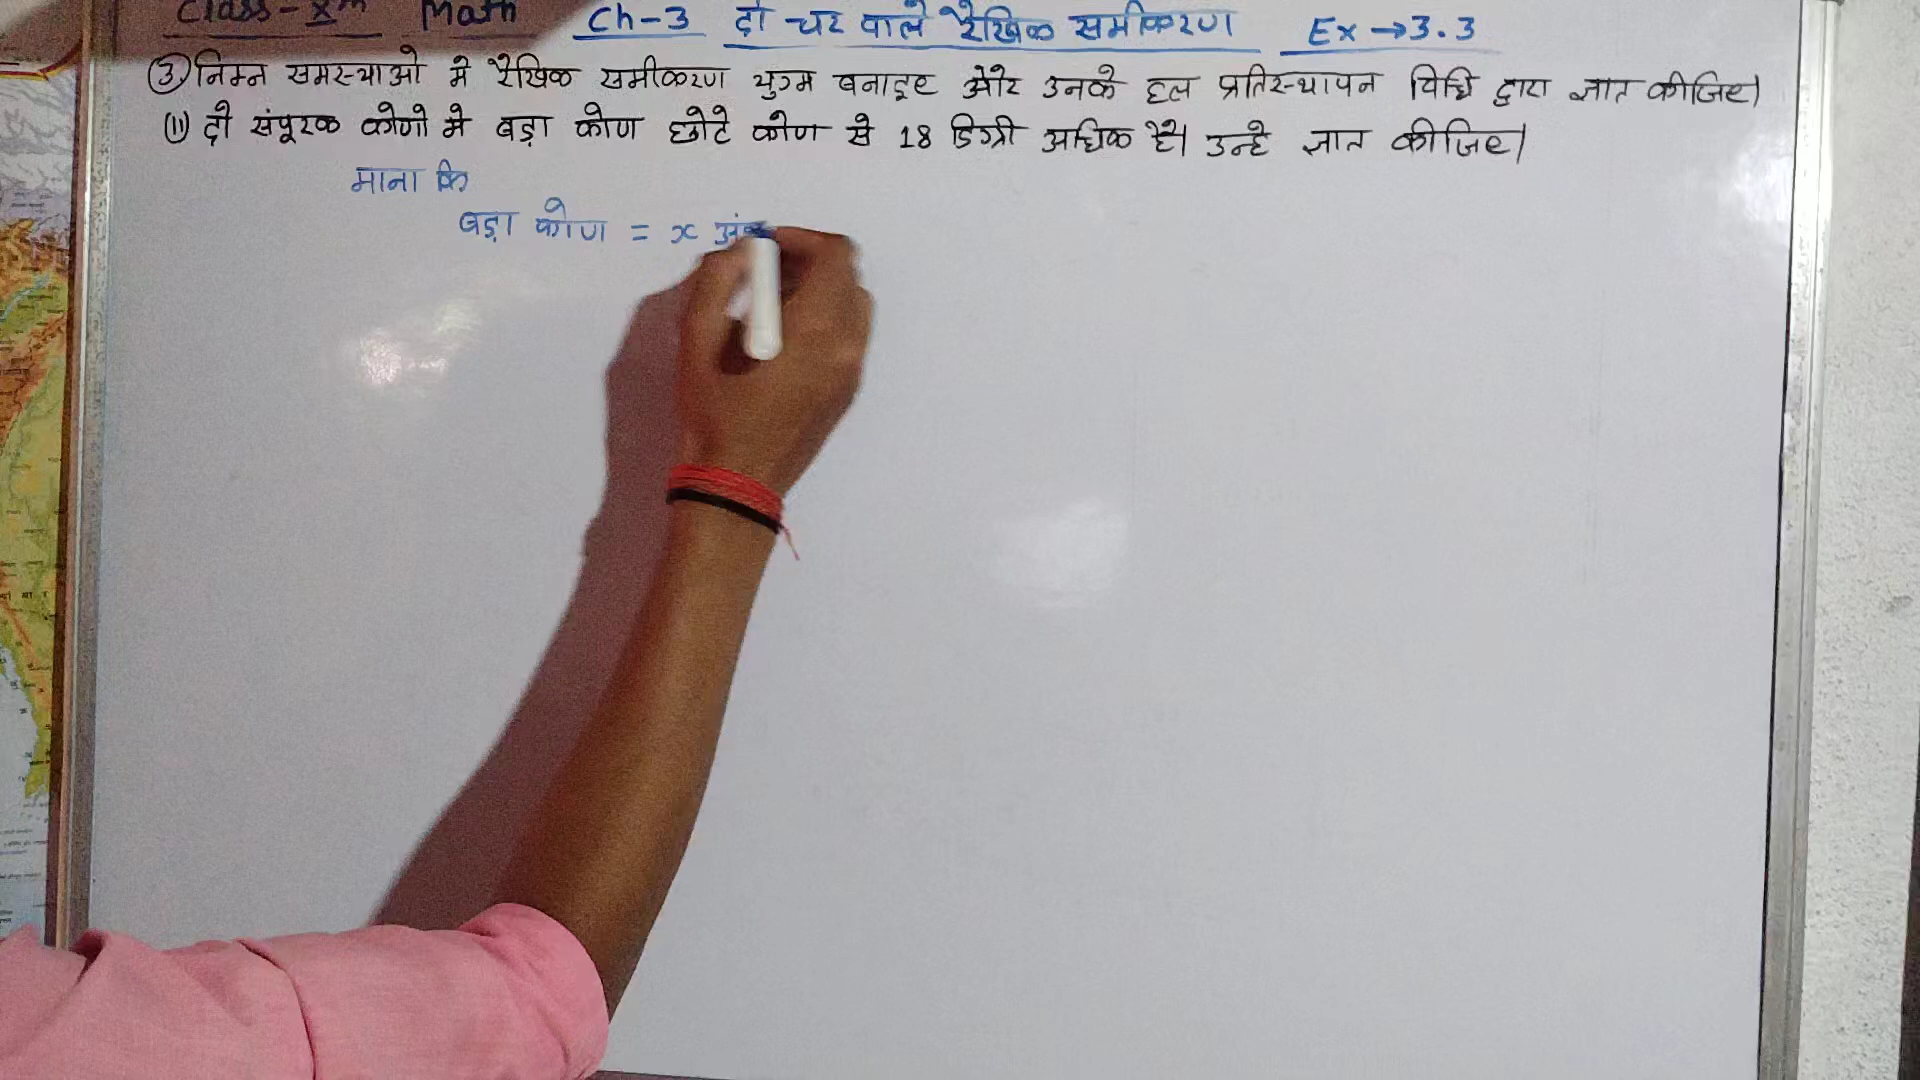 Class-Xth Math Ch-3 दो चर वाले रैखिक समीकरण Ex→3.3
③ निम्न समस्याओ मे रैखिक समीकरण युग्म बनाइए और उनके हल प्रतिस्थापन विधि द्वारा ज्ञात कीजिए।
(ii) दो संपूरक कोणो मे बड़ा कोण छोटे कोण से 18 डिग्री अधिक है। उन्हे ज्ञात कीजिए।
माना कि
बड़ा कोण = x